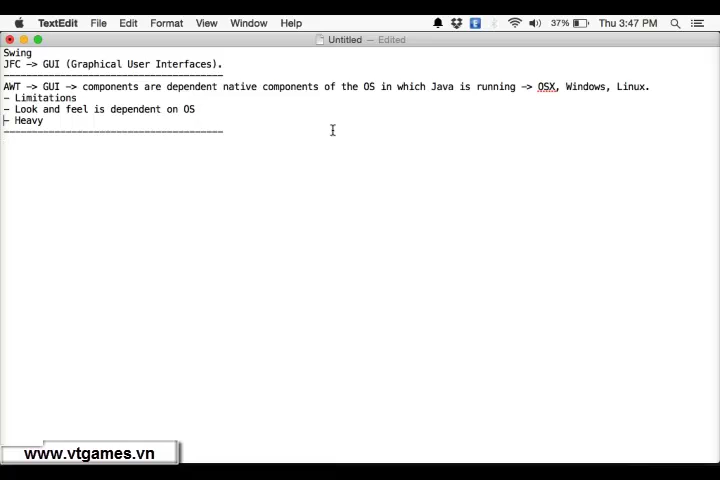 TextEdit File Edit Format View Window Help 37% Thu 3:47 PM
Untitled — Edited
Swing
JFC -> GUI (Graphical User Interfaces).
---------------------------------------
AWT -> GUI -> components are dependent native components of the OS in which Java is running -> OSX, Windows, Linux.
- Limitations
- Look and feel is dependent on OS
- Heavy
---------------------------------------
www.vtgames.vn